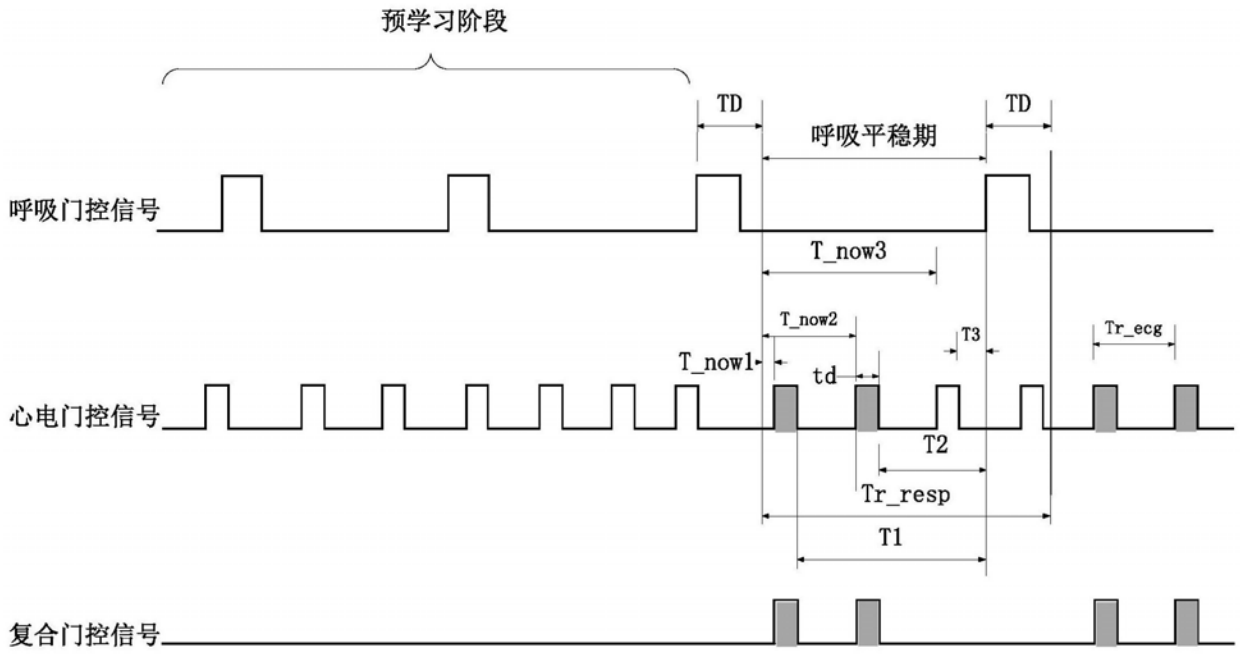 预学习阶段
TD
TD
呼吸平稳期
呼吸门控信号
T_now3
T_now2
T3
Tr_ecg
T_now1
td
心电门控信号
T2
Tr_resp
T1
复合门控信号